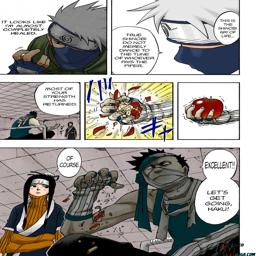 THIS IS
THE
SHINOBI
WAY OF
LIFE...
TRUE
SHINOBI DO
NOT MERELY
DANCE TO
THE TUNE OF
WHOEVER
PAYS THE
PIPER.
IT LOOKS LIKE
I'M ALMOST
COMPLETELY
HEALED.
MOST OF
YOUR
STRENGTH
HAS
RETURNED!
EXCELLENT!!
LET'S
GET
GOING,
HAKU!
OF
COURSE.